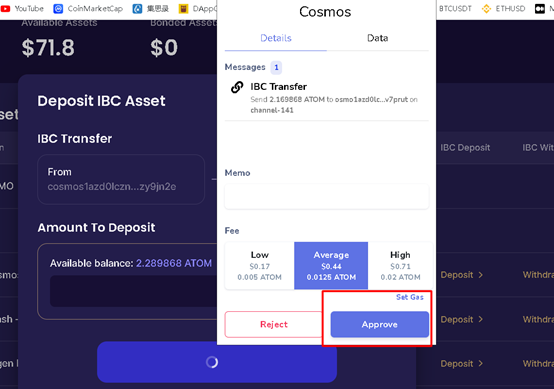 YouTube
CoinMarketCap
集思录
DAppC
BTCUSDT
ETHUSD
M
Available Assets
Bonded Assets
$71.8
$0
Cosmos
Details
Data
Messages 1
IBC Transfer
Send 2.169868 ATOM to osmo1azd0lc...v7prut on
channel-141
Memo
Fee
Low
Average
High
$0.17
$0.44
$0.71
0.005 ATOM
0.0125 ATOM
0.02 ATOM
Set Gas
Reject
Approve
Deposit IBC Asset
IBC Transfer
From
cosmos1azd0lczn...zy9jn2e
Amount To Deposit
Available balance: 2.289868 ATOM
IBC Deposit
IBC Wit
Deposit >
Withdra
Deposit >
Withdra
Deposit >
Withdra